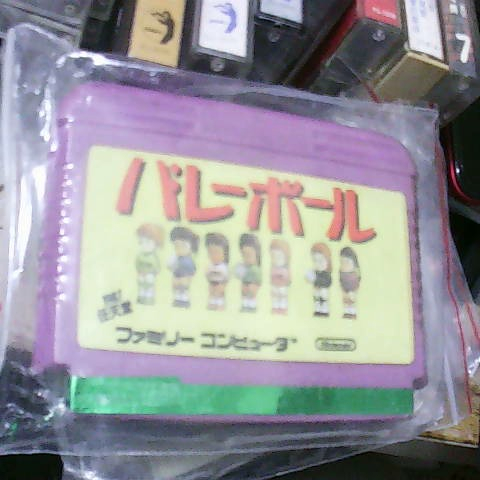 バレーボール
任天堂
ファミリー コンピュータ
Nintendo
7